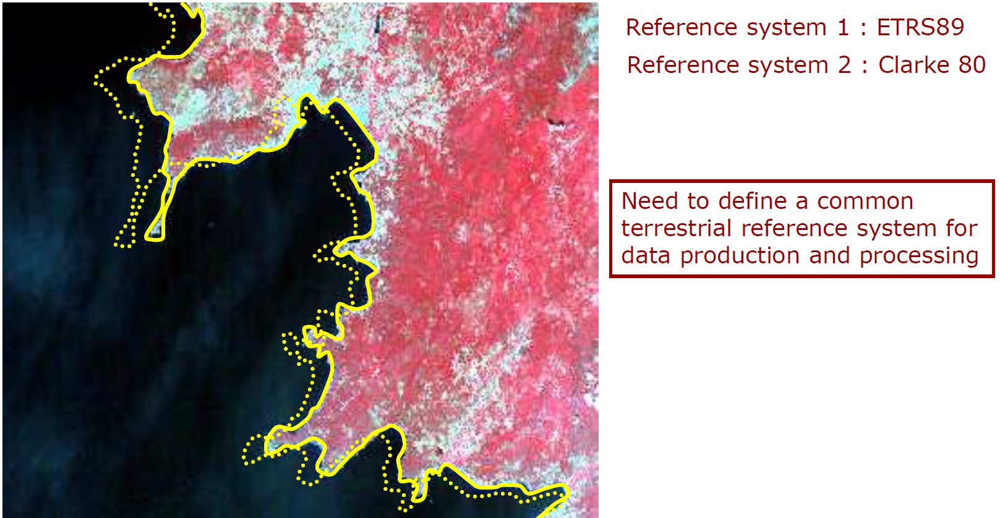 Reference system 1 : ETRS89
Reference system 2 : Clarke 80
Need to define a common
terrestrial reference system for
data production and processing